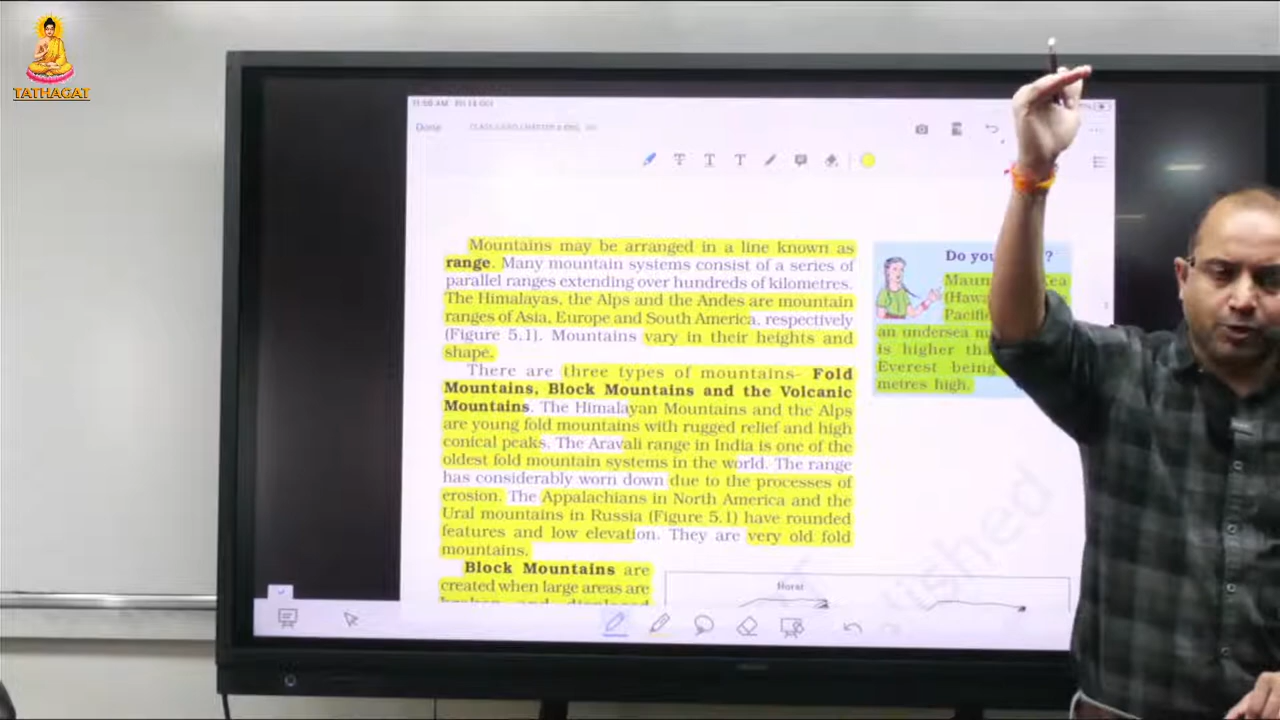 TATHAGAT
11:58 AM Fri 18 Oct
Done
Mountains may be arranged in a line known as
range. Many mountain systems consist of a series of
parallel ranges extending over hundreds of kilometres.
The Himalayas, the Alps and the Andes are mountain
ranges of Asia, Europe and South America, respectively
(Figure 5.1). Mountains vary in their heights and
shape.
There are three types of mountains- Fold
Mountains, Block Mountains and the Volcanic
Mountains. The Himalayan Mountains and the Alps
are young fold mountains with rugged relief and high
conical peaks. The Aravali range in India is one of the
oldest fold mountain systems in the world. The range
has considerably worn down due to the processes of
erosion. The Appalachians in North America and the
Ural mountains in Russia (Figure 5.1) have rounded
features and low elevation. They are very old fold
mountains.
Block Mountains are
created when large areas are
Do you ?
Maun Kea
(Hawa
Pacific
an undersea m
is higher tha
Everest being
metres high.
Horst